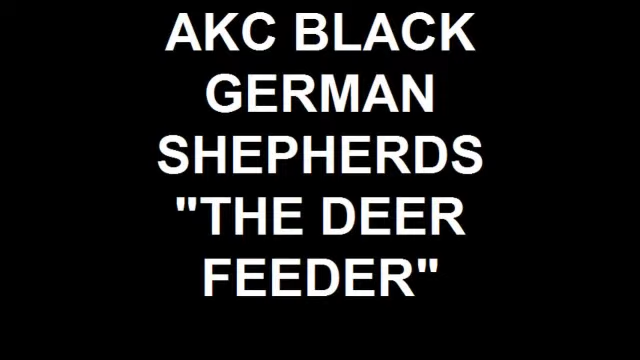 AKC BLACK
GERMAN
SHEPHERDS
"THE DEER
FEEDER"